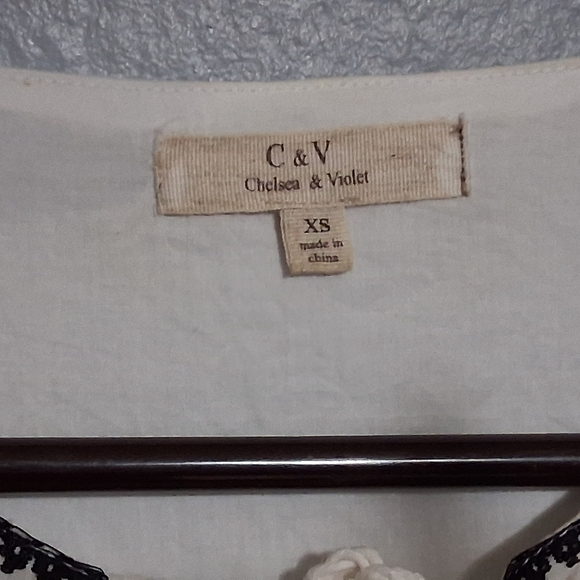 C & V
Chelsea & Violet
XS
made in
china